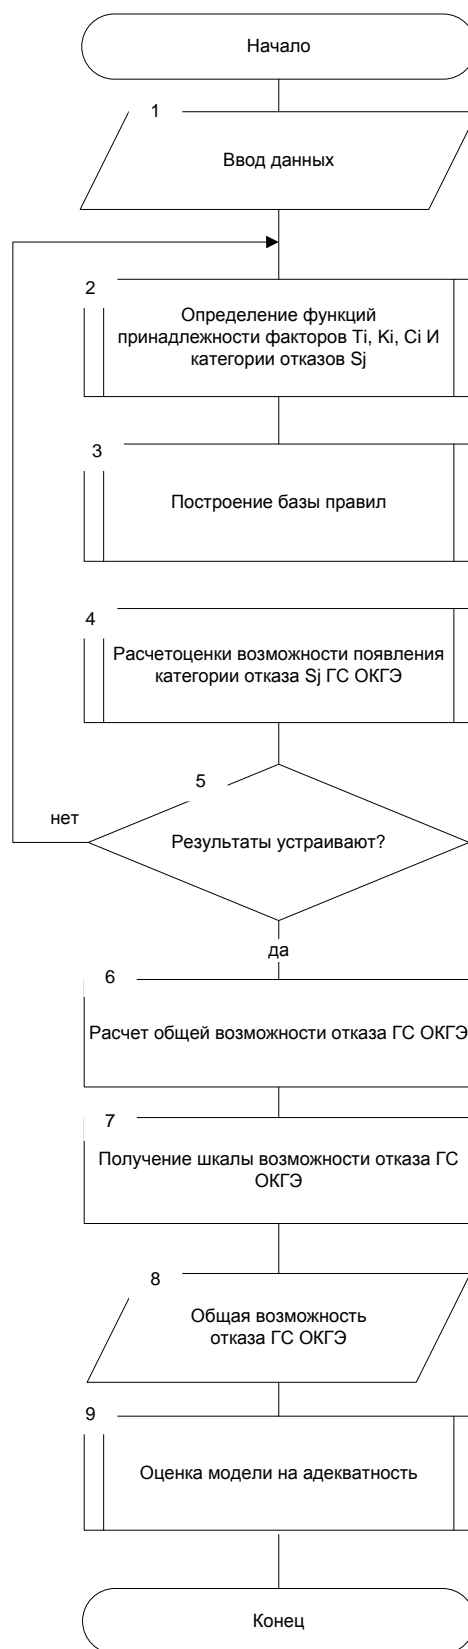 Начало
1
Ввод данных
2
Определение функций
принадлежности факторов Ti, Ki, Ci И
категории отказов Sj
3
Построение базы правил
4
Расчетоценки возможности появления
категории отказа Sj ГС ОКГЭ
5
нет
Результаты устраивают?
да
6
Расчет общей возможности отказа ГС ОКГЭ
7
Получение шкалы возможности отказа ГС
ОКГЭ
8
Общая возможность
отказа ГС ОКГЭ
9
Оценка модели на адекватность
Конец